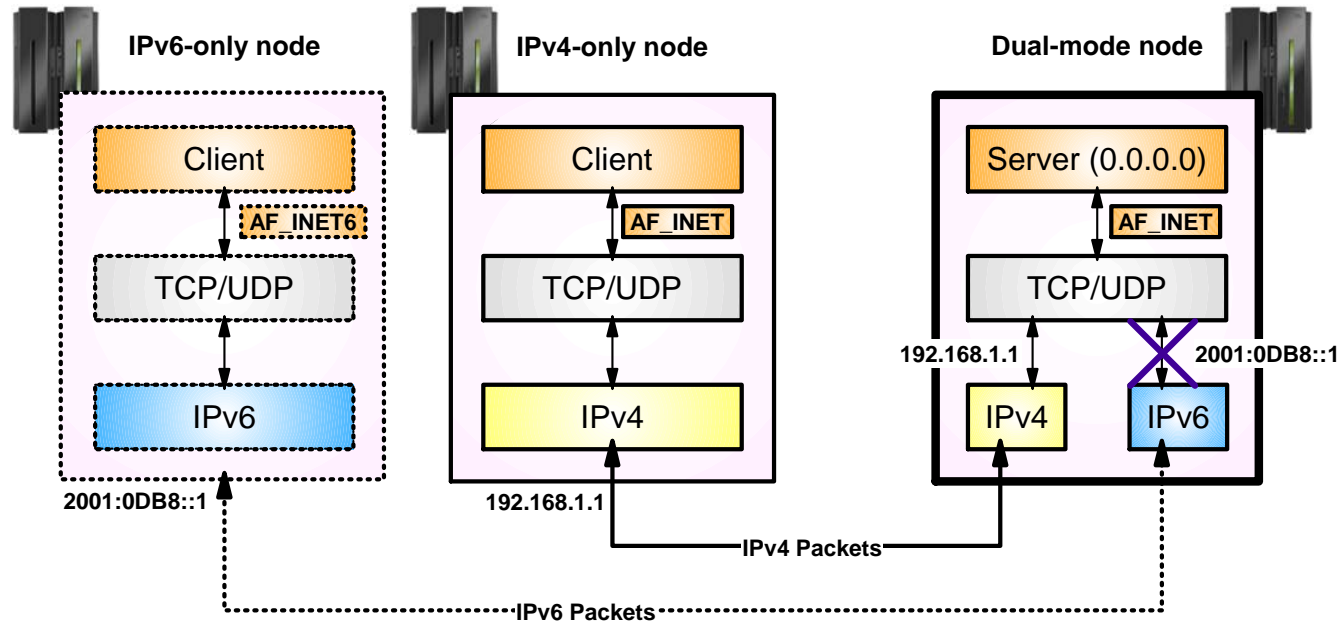 IPv6-only node
IPv4-only node
Dual-mode node
Client
Client
Server (0.0.0.0)
AF_INET6
AF_INET
AF_INET
TCP/UDP
TCP/UDP
TCP/UDP
192.168.1.1
2001:0DB8::1
IPv6
IPv4
IPv4
IPv6
2001:0DB8::1
192.168.1.1
IPv4 Packets
IPv6 Packets